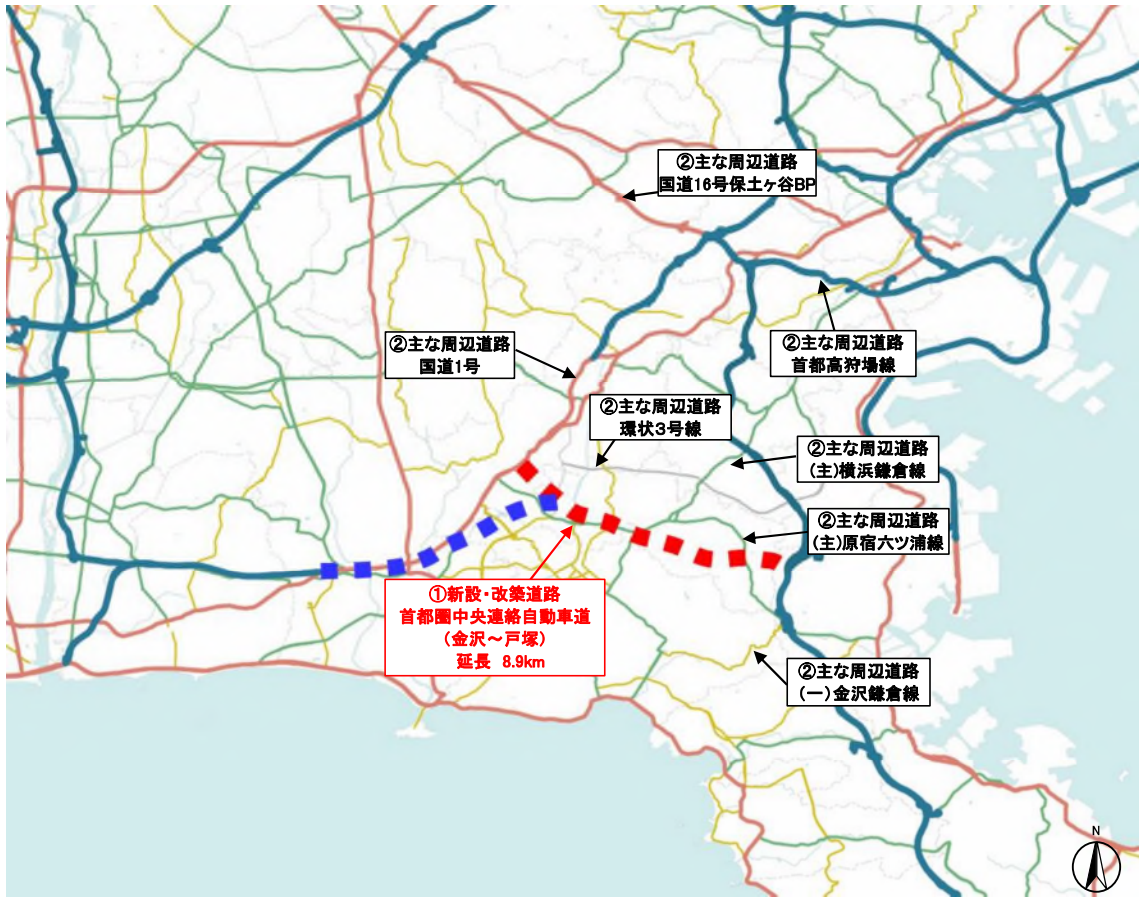 ②主な周辺道路
国道16号保土ヶ谷BP
②主な周辺道路
国道1号
②主な周辺道路
首都高狩場線
②主な周辺道路
環状3号線
②主な周辺道路
(主)横浜鎌倉線
②主な周辺道路
(主)原宿六ツ浦線
①新設・改築道路
首都圏中央連絡自動車道
(金沢～戸塚)
延長 8.9km
②主な周辺道路
(一)金沢鎌倉線
N